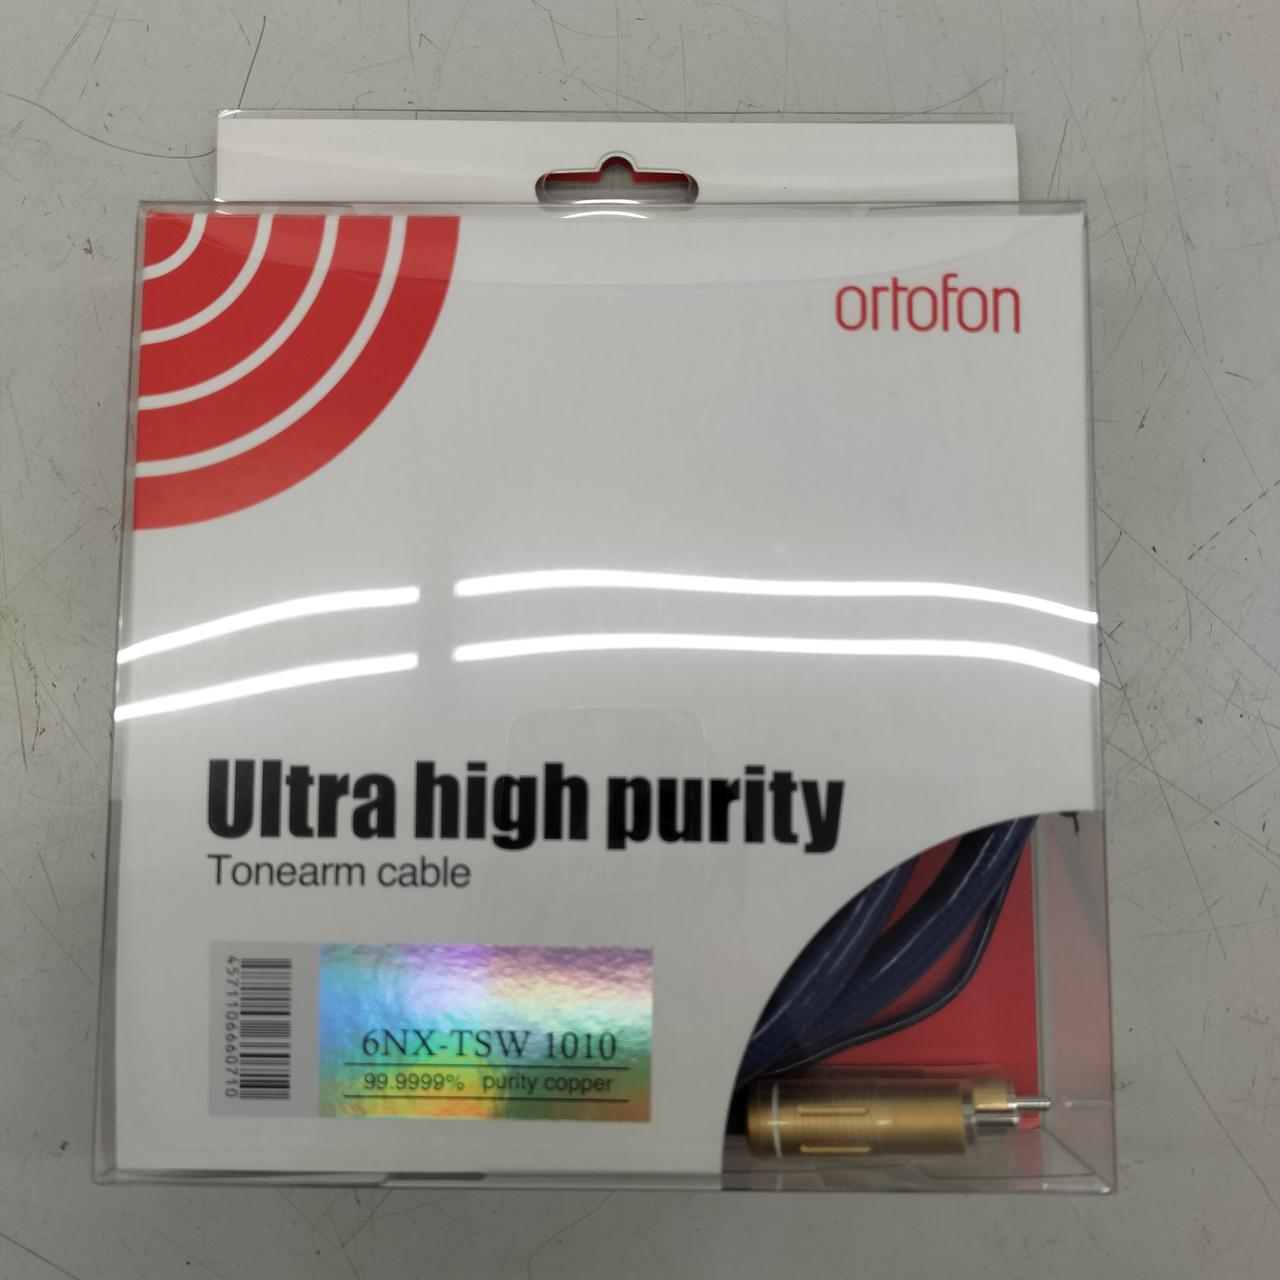 ortofon
Ultra high purity
Tonearm cable
4571106660710
6NX-TSW 1010
99.9999% purity copper